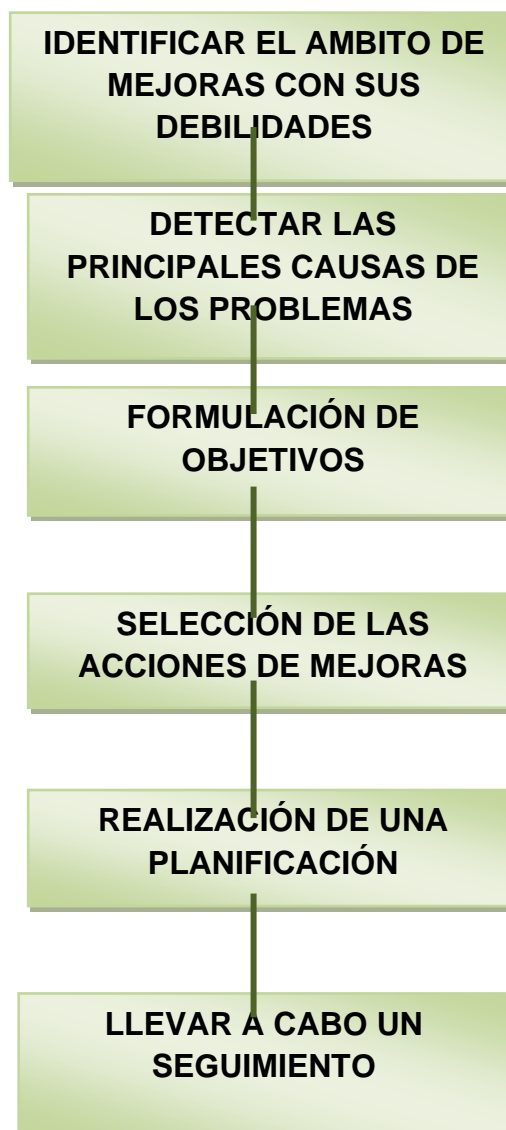 IDENTIFICAR EL AMBITO DE
MEJORAS CON SUS
DEBILIDADES
DETECTAR LAS
PRINCIPALES CAUSAS DE
LOS PROBLEMAS
FORMULACIÓN DE
OBJETIVOS
SELECCIÓN DE LAS
ACCIONES DE MEJORAS
REALIZACIÓN DE UNA
PLANIFICACIÓN
LLEVAR A CABO UN
SEGUIMIENTO